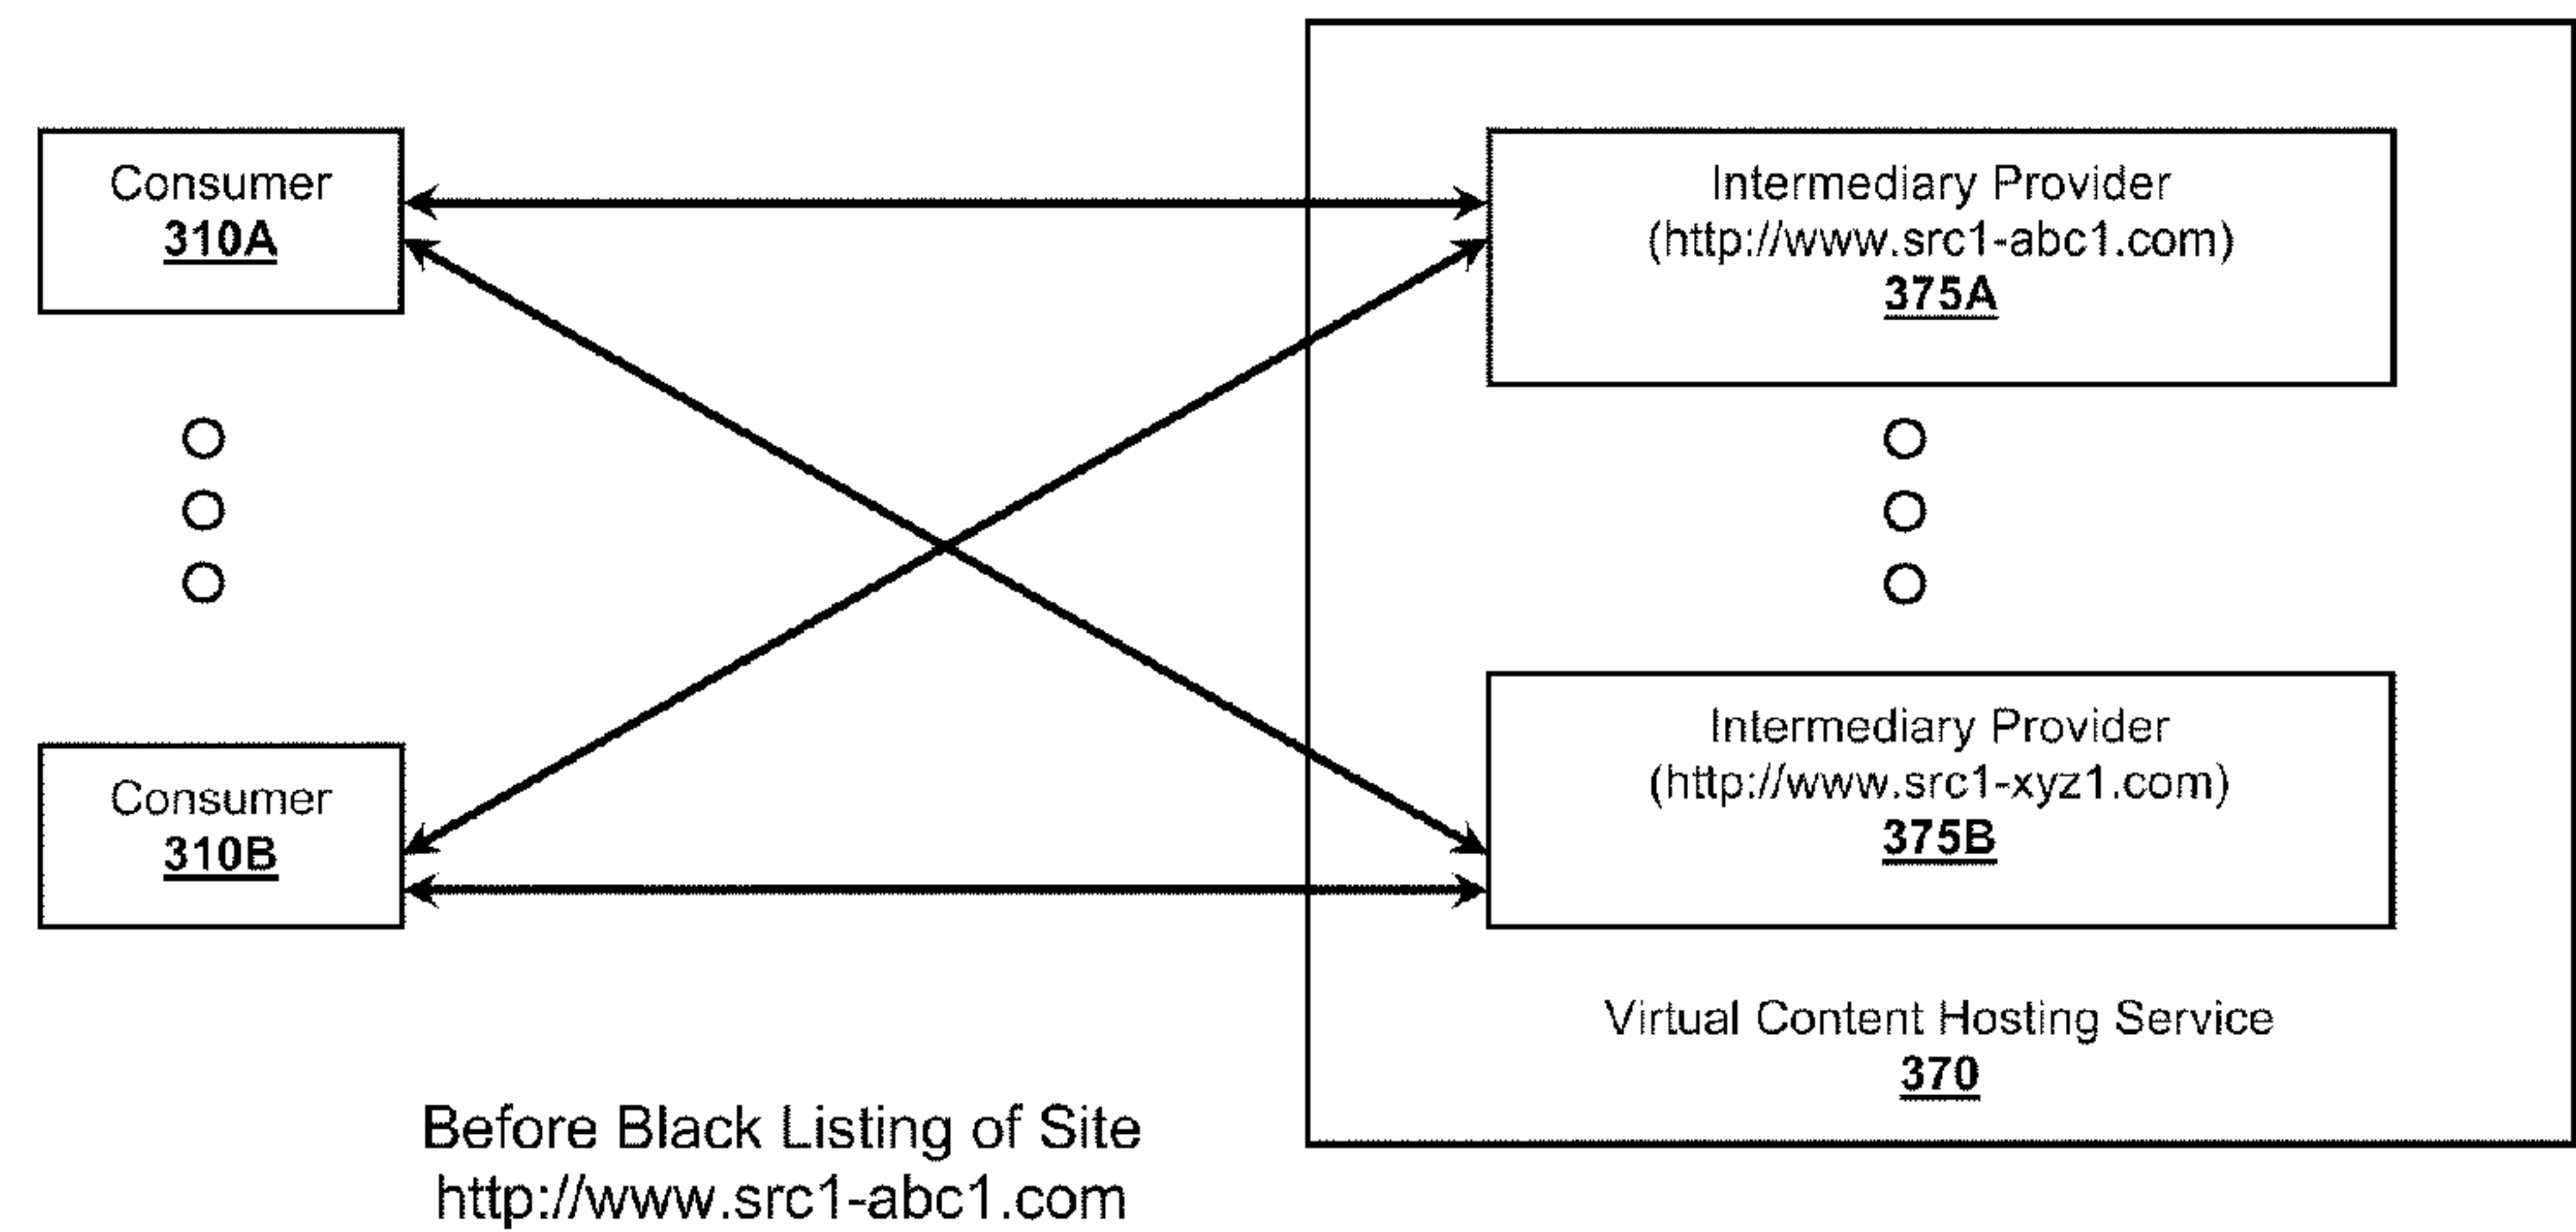 Consumer
310A
Intermediary Provider
(http://www.src1-abc1.com)
375A
Consumer
310B
Intermediary Provider
(http://www.src1-xyz1.com)
375B
Virtual Content Hosting Service
370
Before Black Listing of Site
http://www.src1-abc1.com